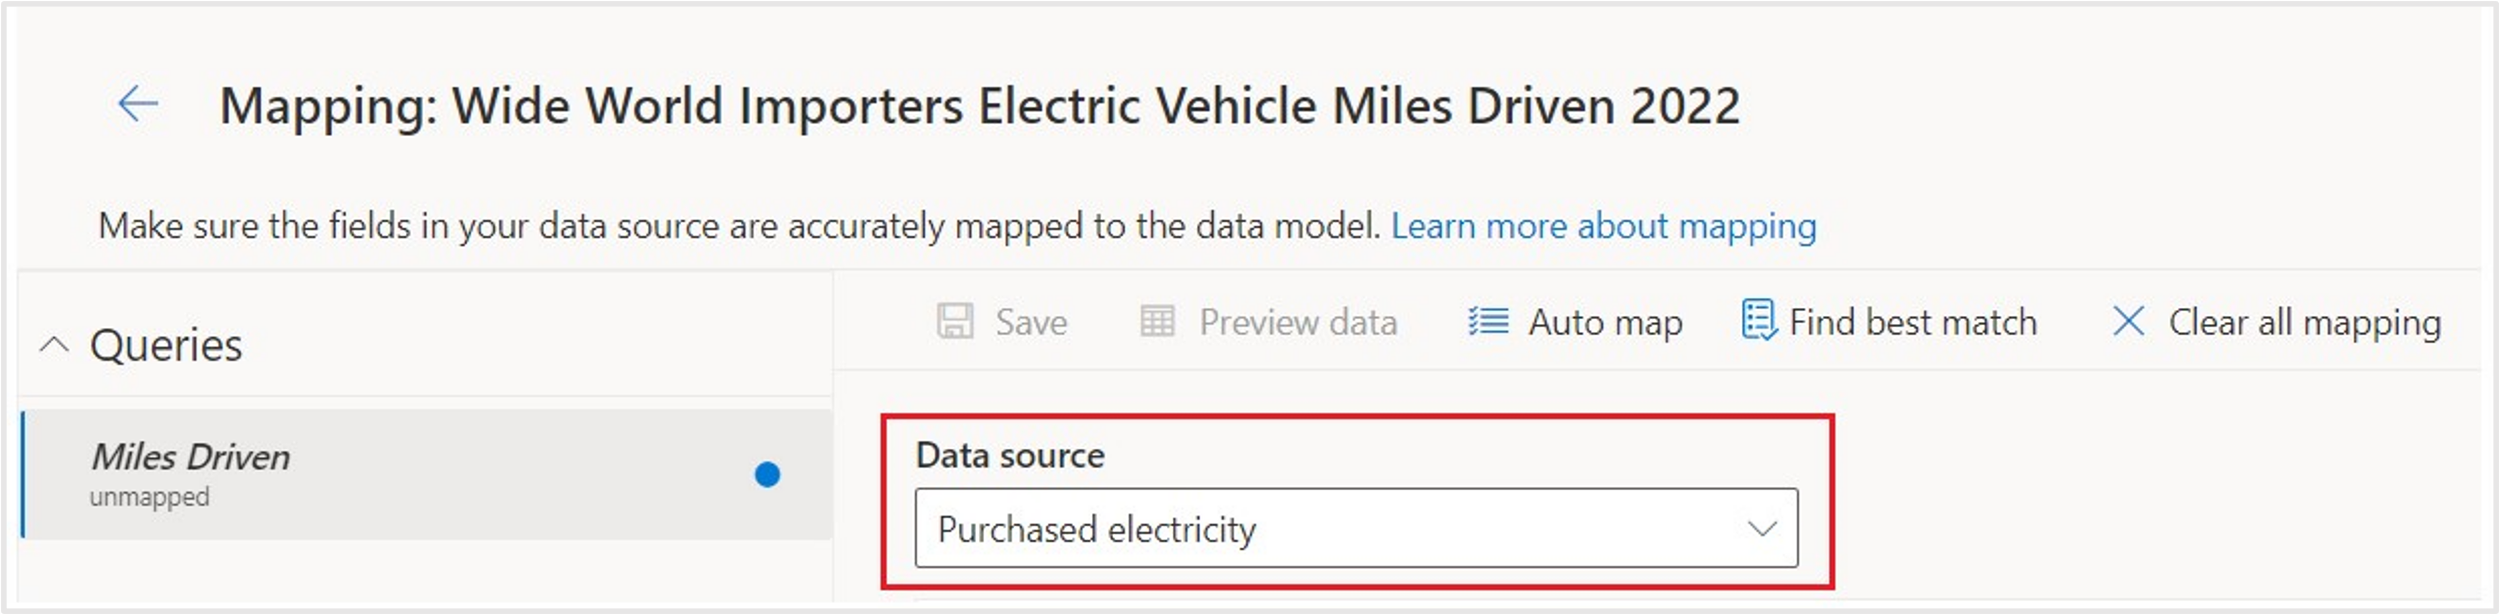 Mapping: Wide World Importers Electric Vehicle Miles Driven 2022
Make sure the fields in your data source are accurately mapped to the data model. Learn more about mapping
Queries
Save Preview data Auto map Find best match Clear all mapping
Miles Driven
unmapped
Data source
Purchased electricity